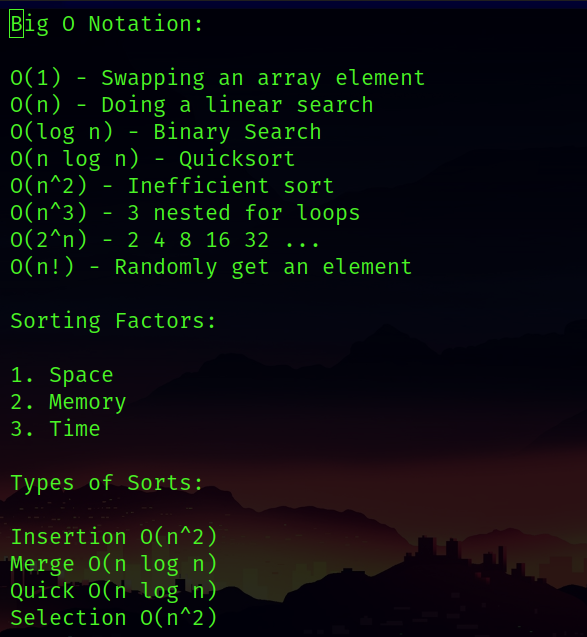 Big O Notation:
O(1) - Swapping an array element
O(n) - Doing a linear search
O(log n) - Binary Search
O(n log n) - Quicksort
O(n^2) - Inefficient sort
O(n^3) - 3 nested for loops
O(2^n) - 2 4 8 16 32 ...
O(n!) - Randomly get an element
Sorting Factors:
1. Space
2. Memory
3. Time
Types of Sorts:
Insertion O(n^2)
Merge O(n log n)
Quick O(n log n)
Selection O(n^2)